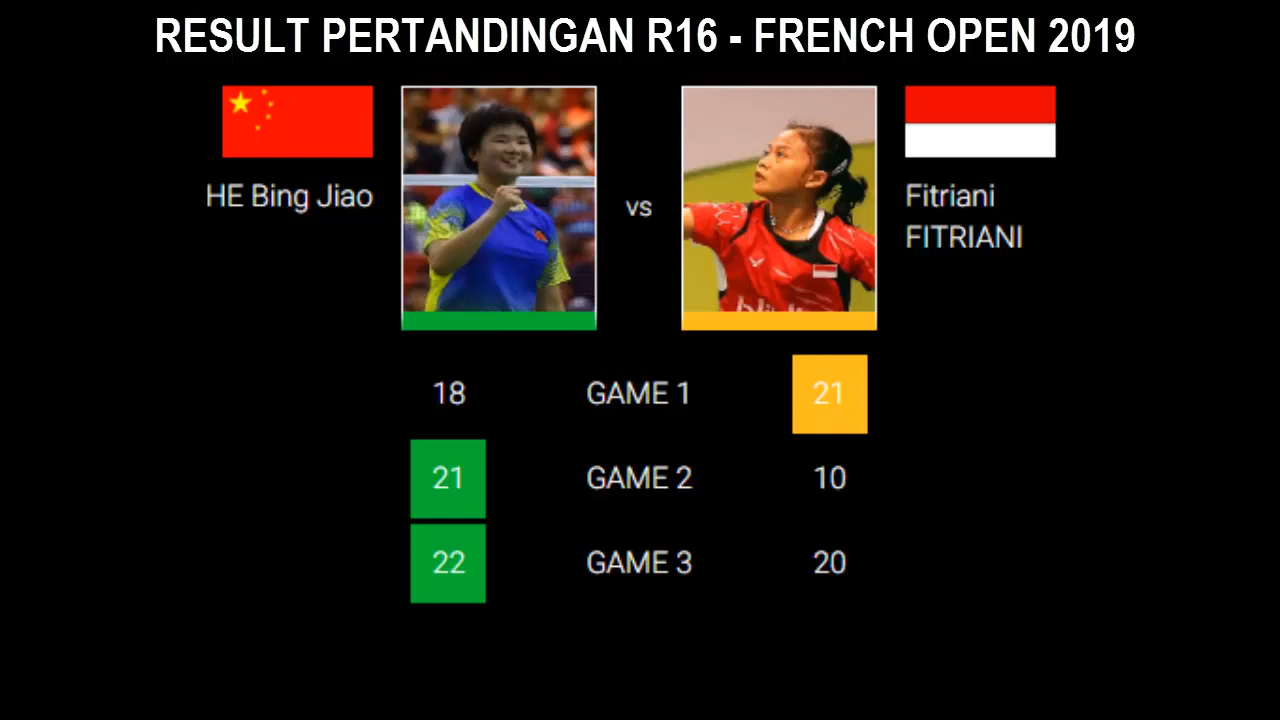 RESULT PERTANDINGAN R16 - FRENCH OPEN 2019
HE Bing Jiao
vs
Fitriani
FITRIANI
18 GAME 1 21
21 GAME 2 10
22 GAME 3 20